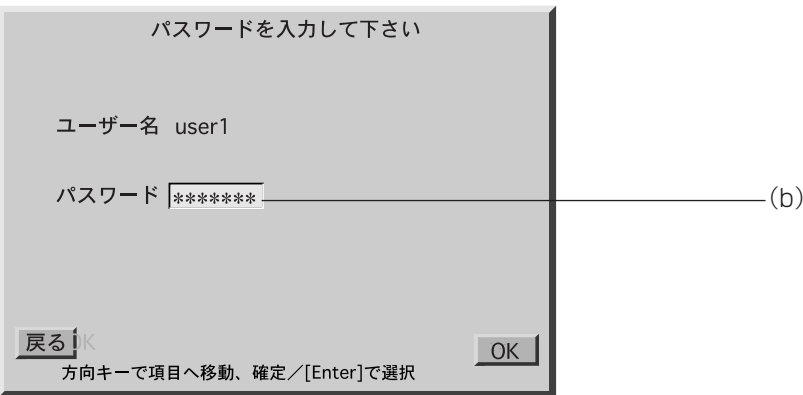 パスワードを入力して下さい
ユーザー名 user1
パスワード ******* (b)
戻る OK
OK
方向キーで項目へ移動、確定／[Enter]で選択